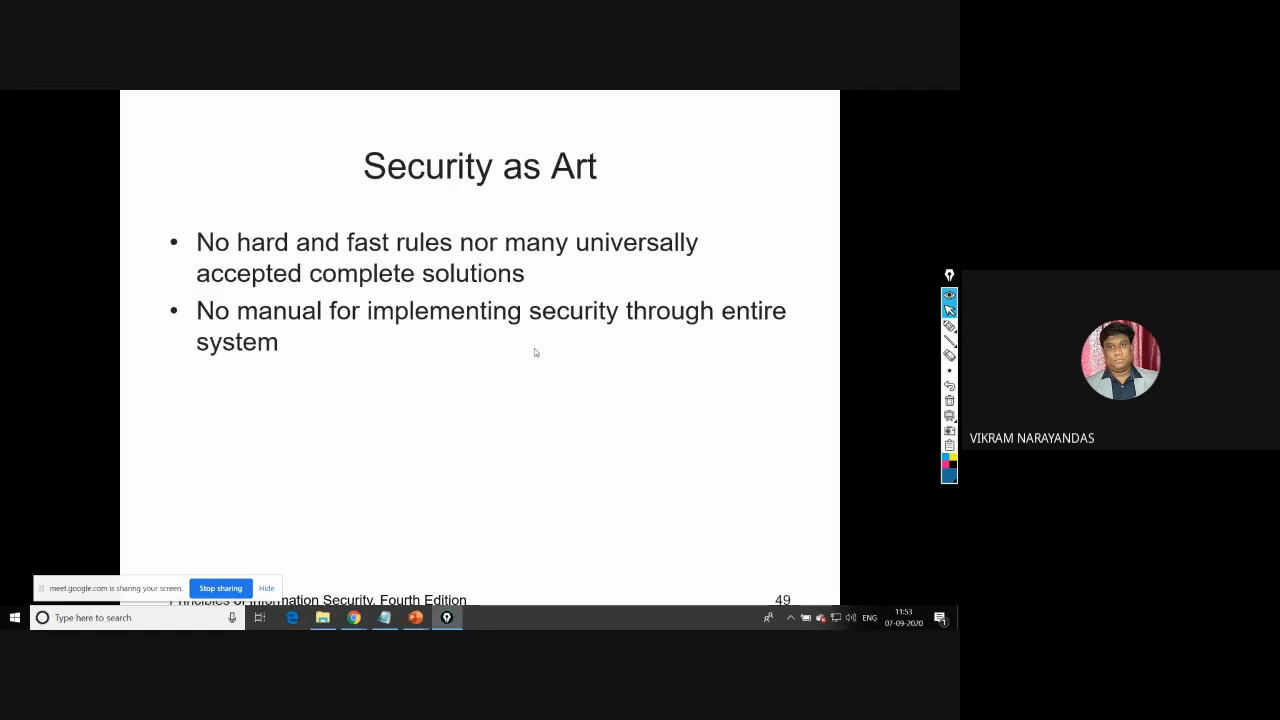 Security as Art
• No hard and fast rules nor many universally
accepted complete solutions
• No manual for implementing security through entire
system
VIKRAM NARAYANDAS
meet.google.com is sharing your screen.
Stop sharing
Hide
Principles of Information Security, Fourth Edition
49
Type here to search
ENG
11:53
07-09-2020
1